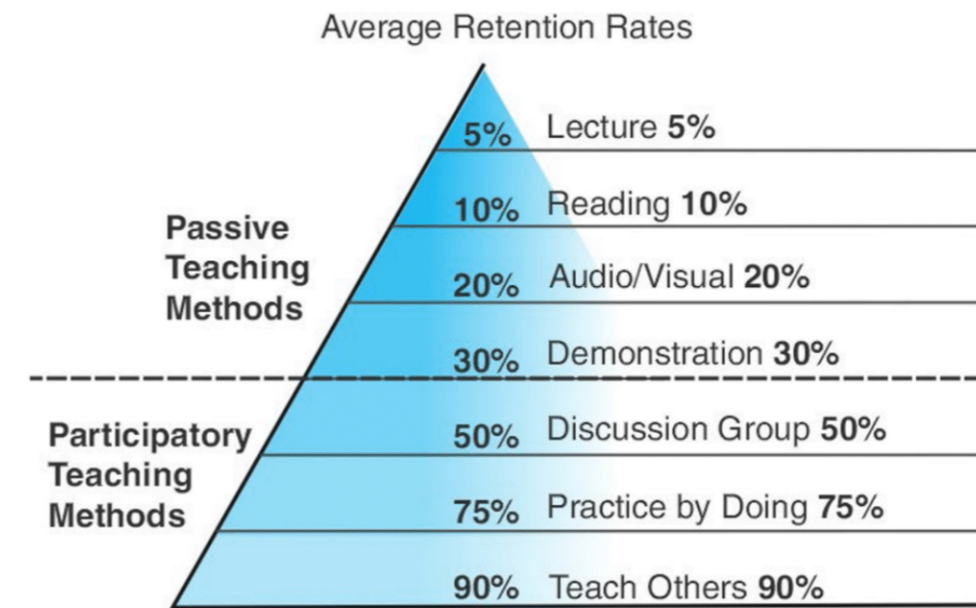 Average Retention Rates
5% Lecture 5%
10% Reading 10%
Passive
Teaching
Methods
20% Audio/Visual 20%
30% Demonstration 30%
Participatory
Teaching
Methods
50% Discussion Group 50%
75% Practice by Doing 75%
90% Teach Others 90%